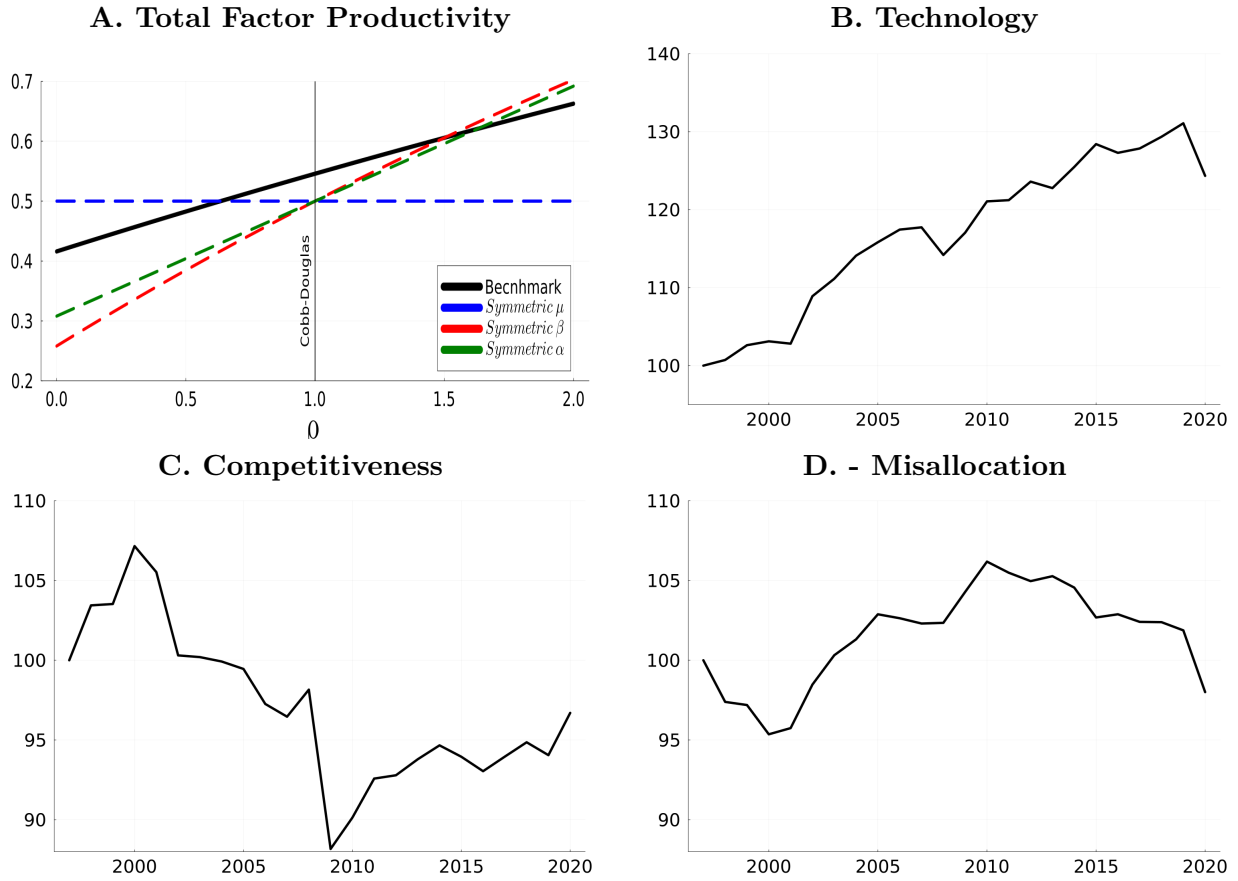 A. Total Factor Productivity
0.7
0.6
0.5
0.4
0.3
0.2
0.0 0.5 1.0 1.5 2.0
Cobb-Douglas
Becnhmark
Symmetric μ
Symmetric β
Symmetric α
B. Technology
140
130
120
110
100
2000 2005 2010 2015 2020
C. Competitiveness
110
105
100
95
90
2000 2005 2010 2015 2020
D. - Misallocation
110
105
100
95
90
2000 2005 2010 2015 2020